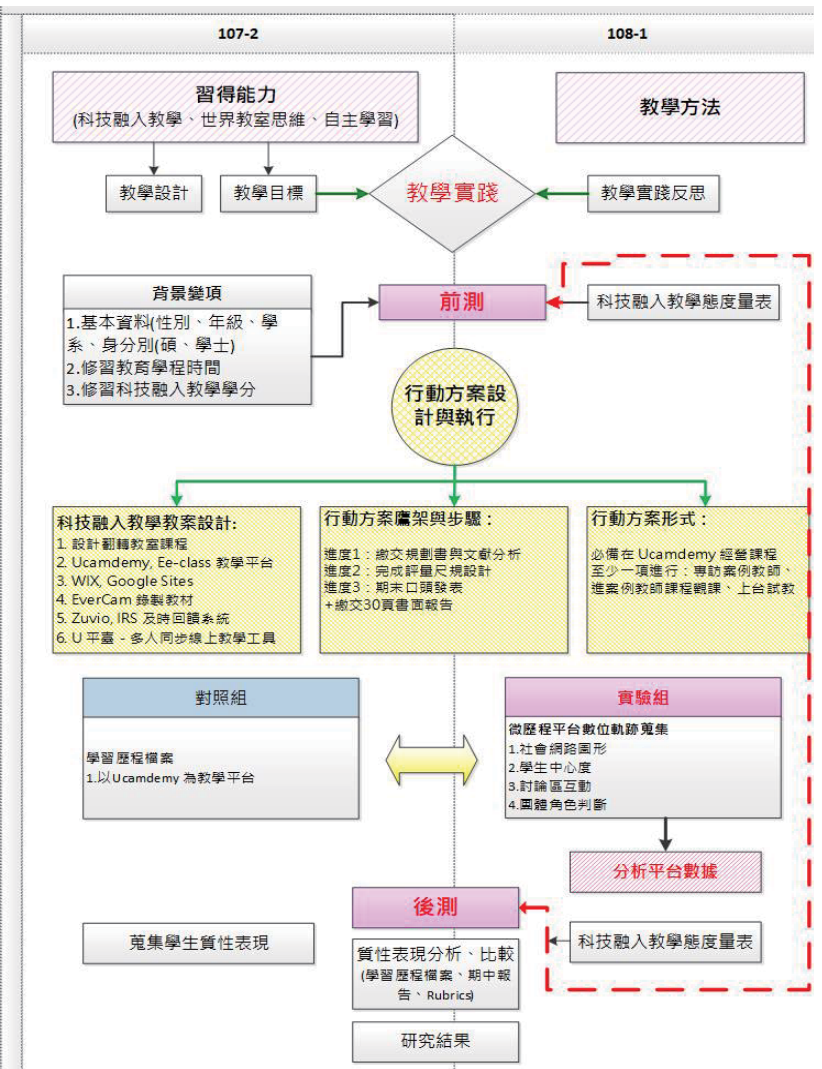 107-2
108-1
習得能力
(科技融入教學、世界教室思維、自主學習)
教學方法
教學設計
教學目標
教學實踐
教學實踐反思
背景變項
1.基本資料(性別、年級、學
系、身分別(碩、學士)
2.修習教育學程時間
3.修習科技融入教學學分
前測
科技融入教學態度量表
行動方案設
計與執行
科技融入教學教案設計:
1. 設計翻轉教室課程
2. Ucamdemy, Ee-class 教學平台
3. WIX, Google Sites
4. EverCam 錄製教材
5. Zuvio, IRS 及時回饋系統
6. U 平臺 - 多人同步線上教學工具
行動方案鷹架與步驟：
進度1：繳交規劃書與文獻分析
進度2：完成評量尺規設計
進度3：期末口頭發表
+繳交30頁書面報告
行動方案形式：
必備在 Ucamdemy 經營課程
至少一項進行：專訪案例教師、
進案例教師課程觀課、上台試教
對照組
學習歷程檔案
1.以Ucamdemy 為教學平台
實驗組
微歷程平台數位軌跡蒐集
1.社會網路圖形
2.學生中心度
3.討論區互動
4.團體角色判斷
分析平台數據
後測
蒐集學生質性表現
科技融入教學態度量表
質性表現分析、比較
(學習歷程檔案、期中報
告、Rubrics)
研究結果